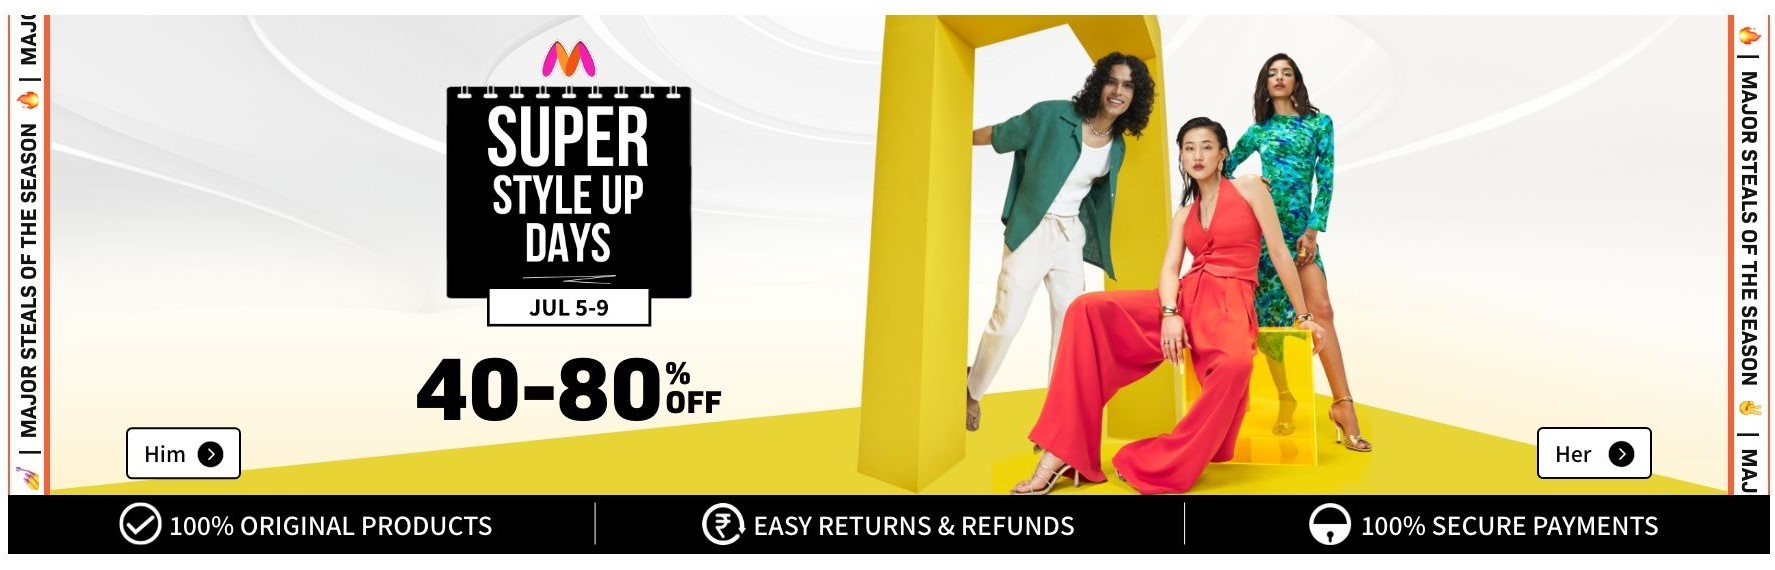 MAJOR STEALS OF THE SEASON | MAJ
SUPER
STYLE UP
DAYS
JUL 5-9
40-80% OFF
Him
Her
| MAJOR STEALS OF THE SEASON | MAJ
100% ORIGINAL PRODUCTS
EASY RETURNS & REFUNDS
100% SECURE PAYMENTS